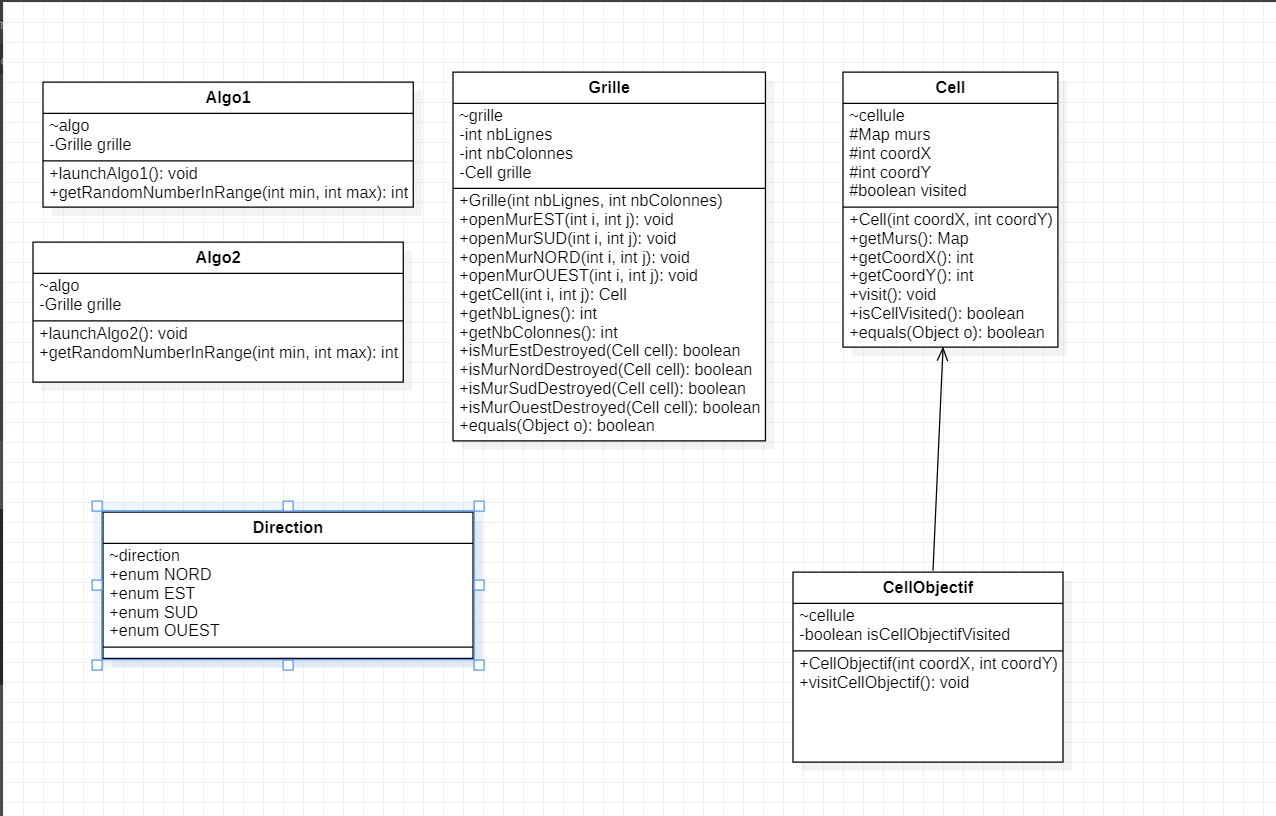 Algo1
~algo
-Grille grille
+launchAlgo1(): void
+getRandomNumberInRange(int min, int max): int
Algo2
~algo
-Grille grille
+launchAlgo2(): void
+getRandomNumberInRange(int min, int max): int
Grille
~grille
-int nbLignes
-int nbColonnes
-Cell grille
+Grille(int nbLignes, int nbColonnes)
+openMurEST(int i, int j): void
+openMurSUD(int i, int j): void
+openMurNORD(int i, int j): void
+openMurOUEST(int i, int j): void
+getCell(int i, int j): Cell
+getNbLignes(): int
+getNbColonnes(): int
+isMurEstDestroyed(Cell cell): boolean
+isMurNordDestroyed(Cell cell): boolean
+isMurSudDestroyed(Cell cell): boolean
+isMurOuestDestroyed(Cell cell): boolean
+equals(Object o): boolean
Cell
~cellule
#Map murs
#int coordX
#int coordY
#boolean visited
+Cell(int coordX, int coordY)
+getMurs(): Map
+getCoordX(): int
+getCoordY(): int
+visit(): void
+isCellVisited(): boolean
+equals(Object o): boolean
Direction
~direction
+enum NORD
+enum EST
+enum SUD
+enum OUEST
CellObjectif
~cellule
-boolean isCellObjectifVisited
+CellObjectif(int coordX, int coordY)
+visitCellObjectif(): void